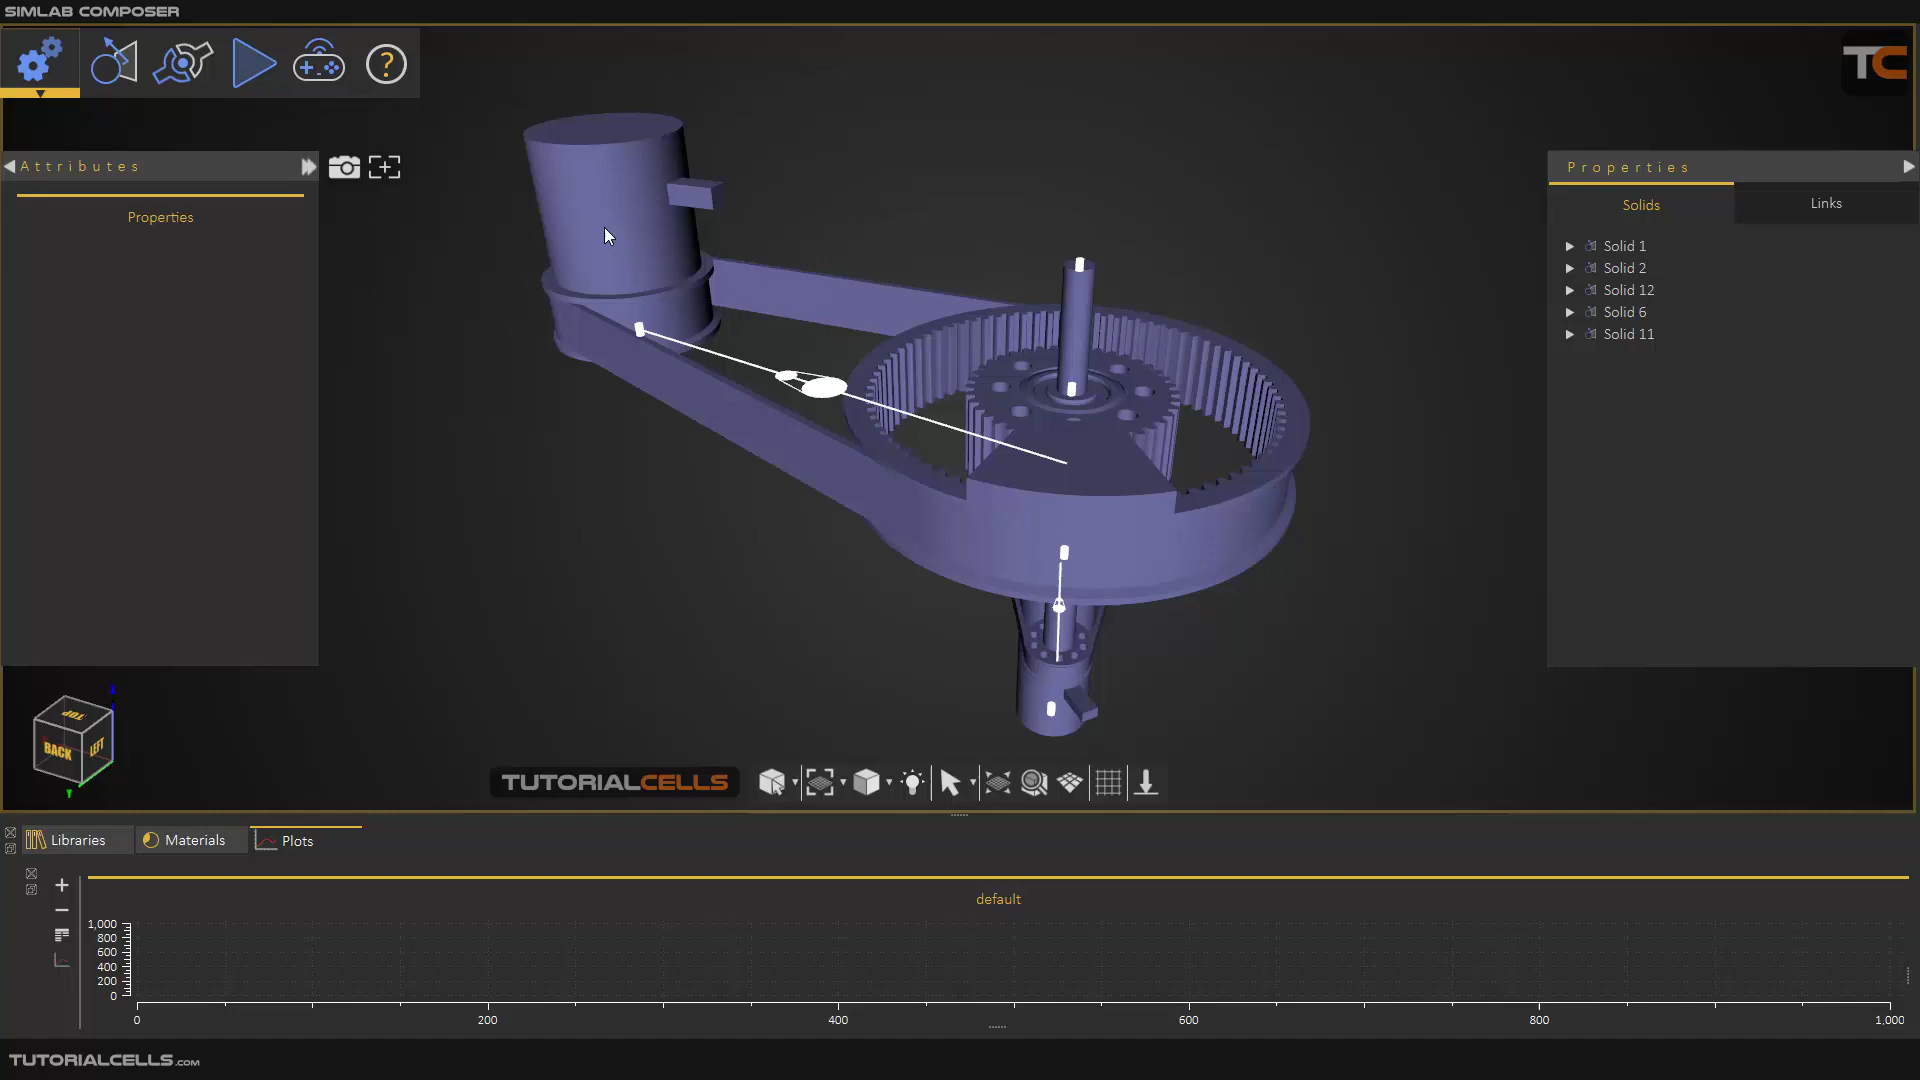 SIMLAB COMPOSER
?
TC
Attributes
Properties
Properties
Solids
Links
Solid 1
Solid 2
Solid 12
Solid 6
Solid 11
TOP
BACK
LEFT
Y
TUTORIALCELLS
Libraries
Materials
Plots
default
1,000
800
600
400
200
0
0
200
400
600
800
1,000
TUTORIALCELLS.COM